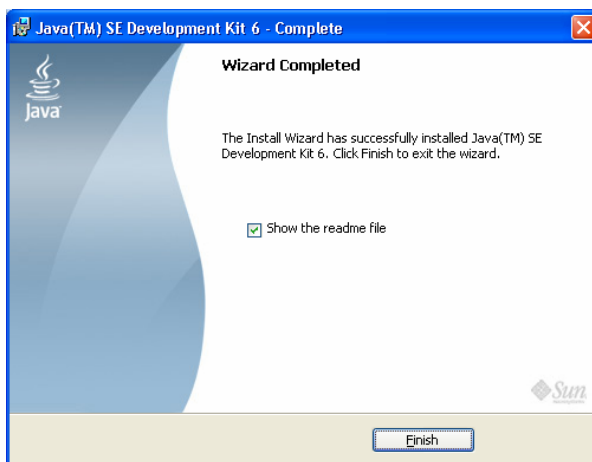 Java(TM) SE Development Kit 6 - Complete
Java
Wizard Completed
The Install Wizard has successfully installed Java(TM) SE
Development Kit 6. Click Finish to exit the wizard.
Show the readme file
Sun
Finish